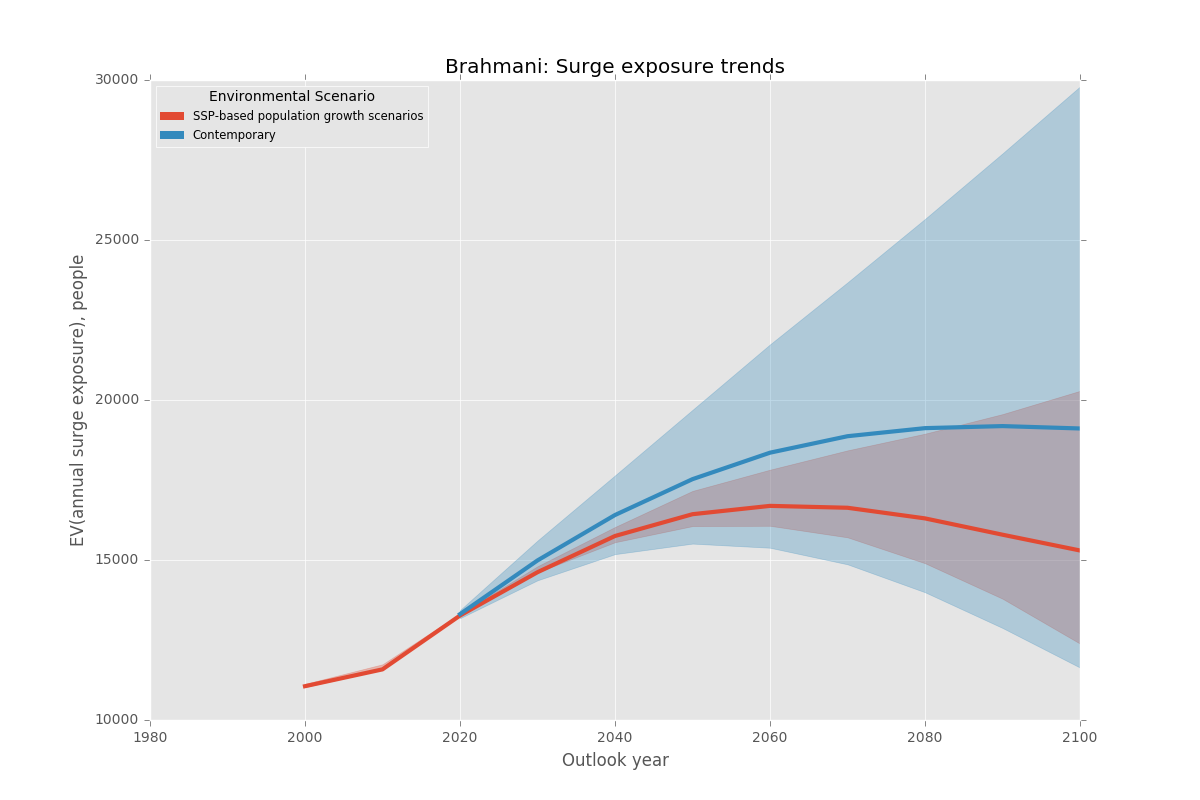 Brahmani: Surge exposure trends
Environmental Scenario
SSP-based population growth scenarios
Contemporary
EV(annual surge exposure), people
30000
25000
20000
15000
10000
1980 2000 2020 2040 2060 2080 2100
Outlook year